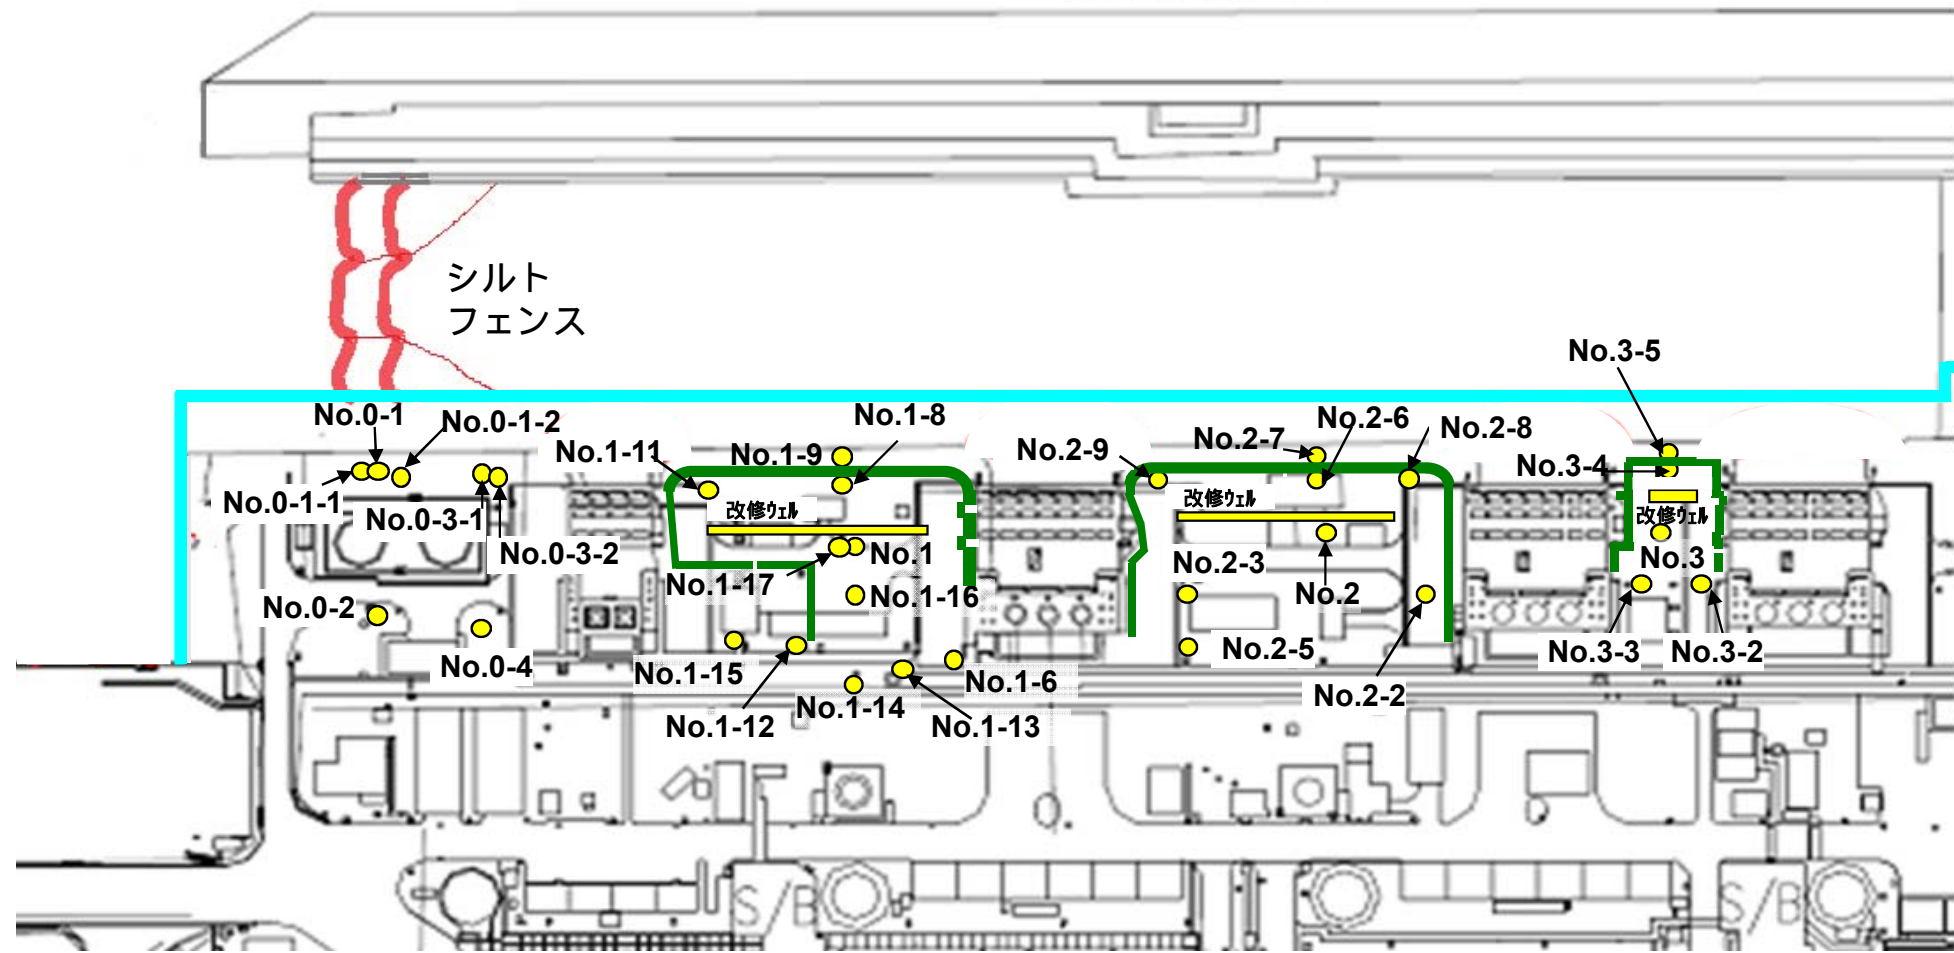 シルト
フェンス
No.3-5
No.0-1
No.0-1-2
No.1-8
No.2-6
No.2-8
No.1-11
No.1-9
No.2-9
No.2-7
No.3-4
No.0-1-1
No.0-3-1
改修ｳｪﾙ
改修ｳｪﾙ
改修ｳｪﾙ
No.0-3-2
No.1
No.2-3
No.3
No.1-17
No.1-16
No.2
No.0-2
No.0-4
No.1-15
No.1-6
No.2-5
No.3-3
No.3-2
No.1-12
No.1-14
No.1-13
No.2-2
S/B
S/B